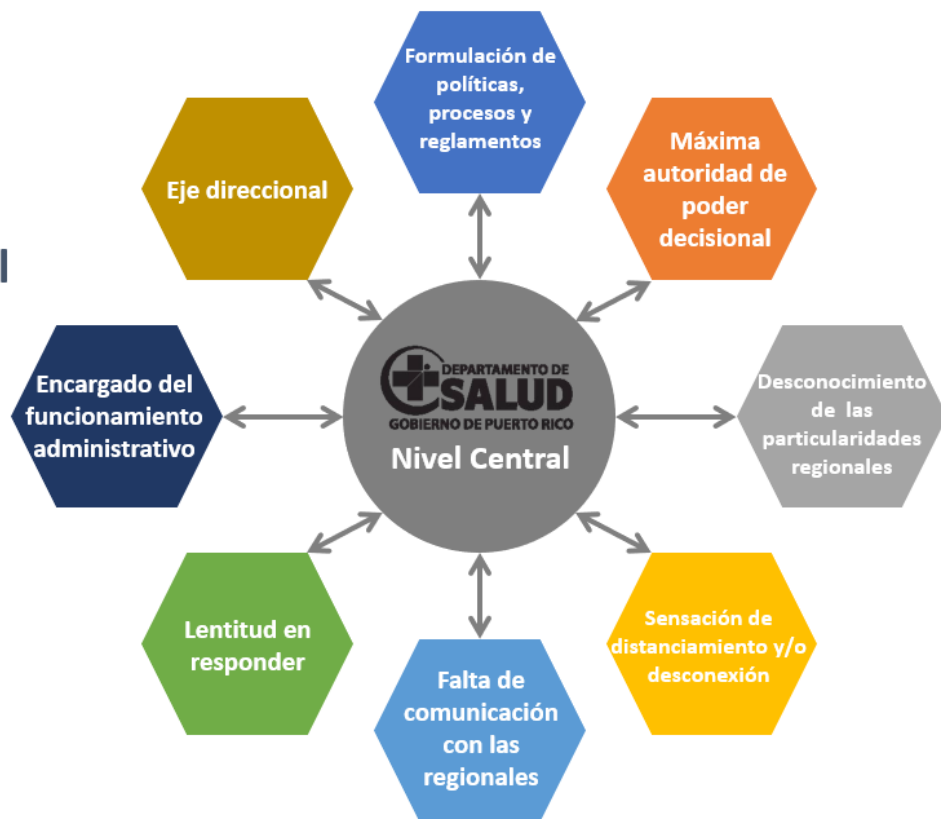 Formulación de
políticas,
procesos y
reglamentos
Máxima
autoridad de
poder
decisional
Eje direccional
Encargado del
funcionamiento
administrativo
DEPARTAMENTO DE
SALUD
GOBIERNO DE PUERTO RICO
Nivel Central
Desconocimiento
de las
particularidades
regionales
Lentitud en
responder
Sensación de
distanciamiento y/o
desconexión
Falta de
comunicación
con las
regionales